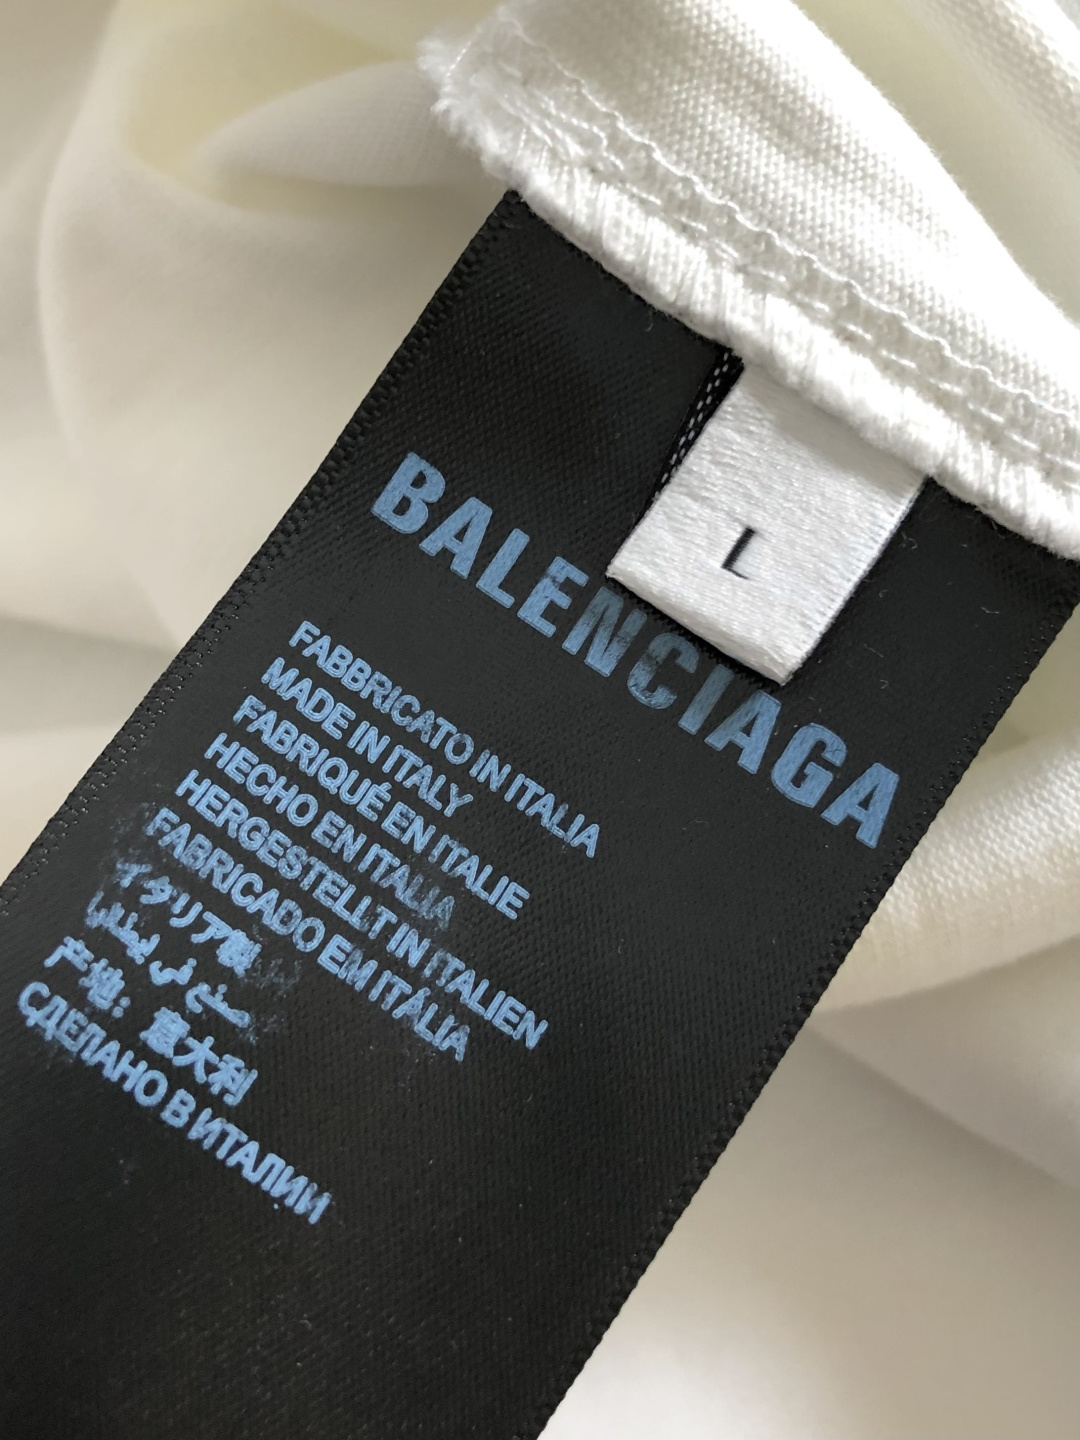 L
BALENCIAGA
FABBRICATO IN ITALIA
MADE IN ITALY
FABRIQUÉ EN ITALIE
HECHO EN ITALIA
HERGESTELLT IN ITALIEN
FABRICADO EM ITÁLIA
イタリア製
产地：意大利
СДЕЛАНО В ИТАЛИИ